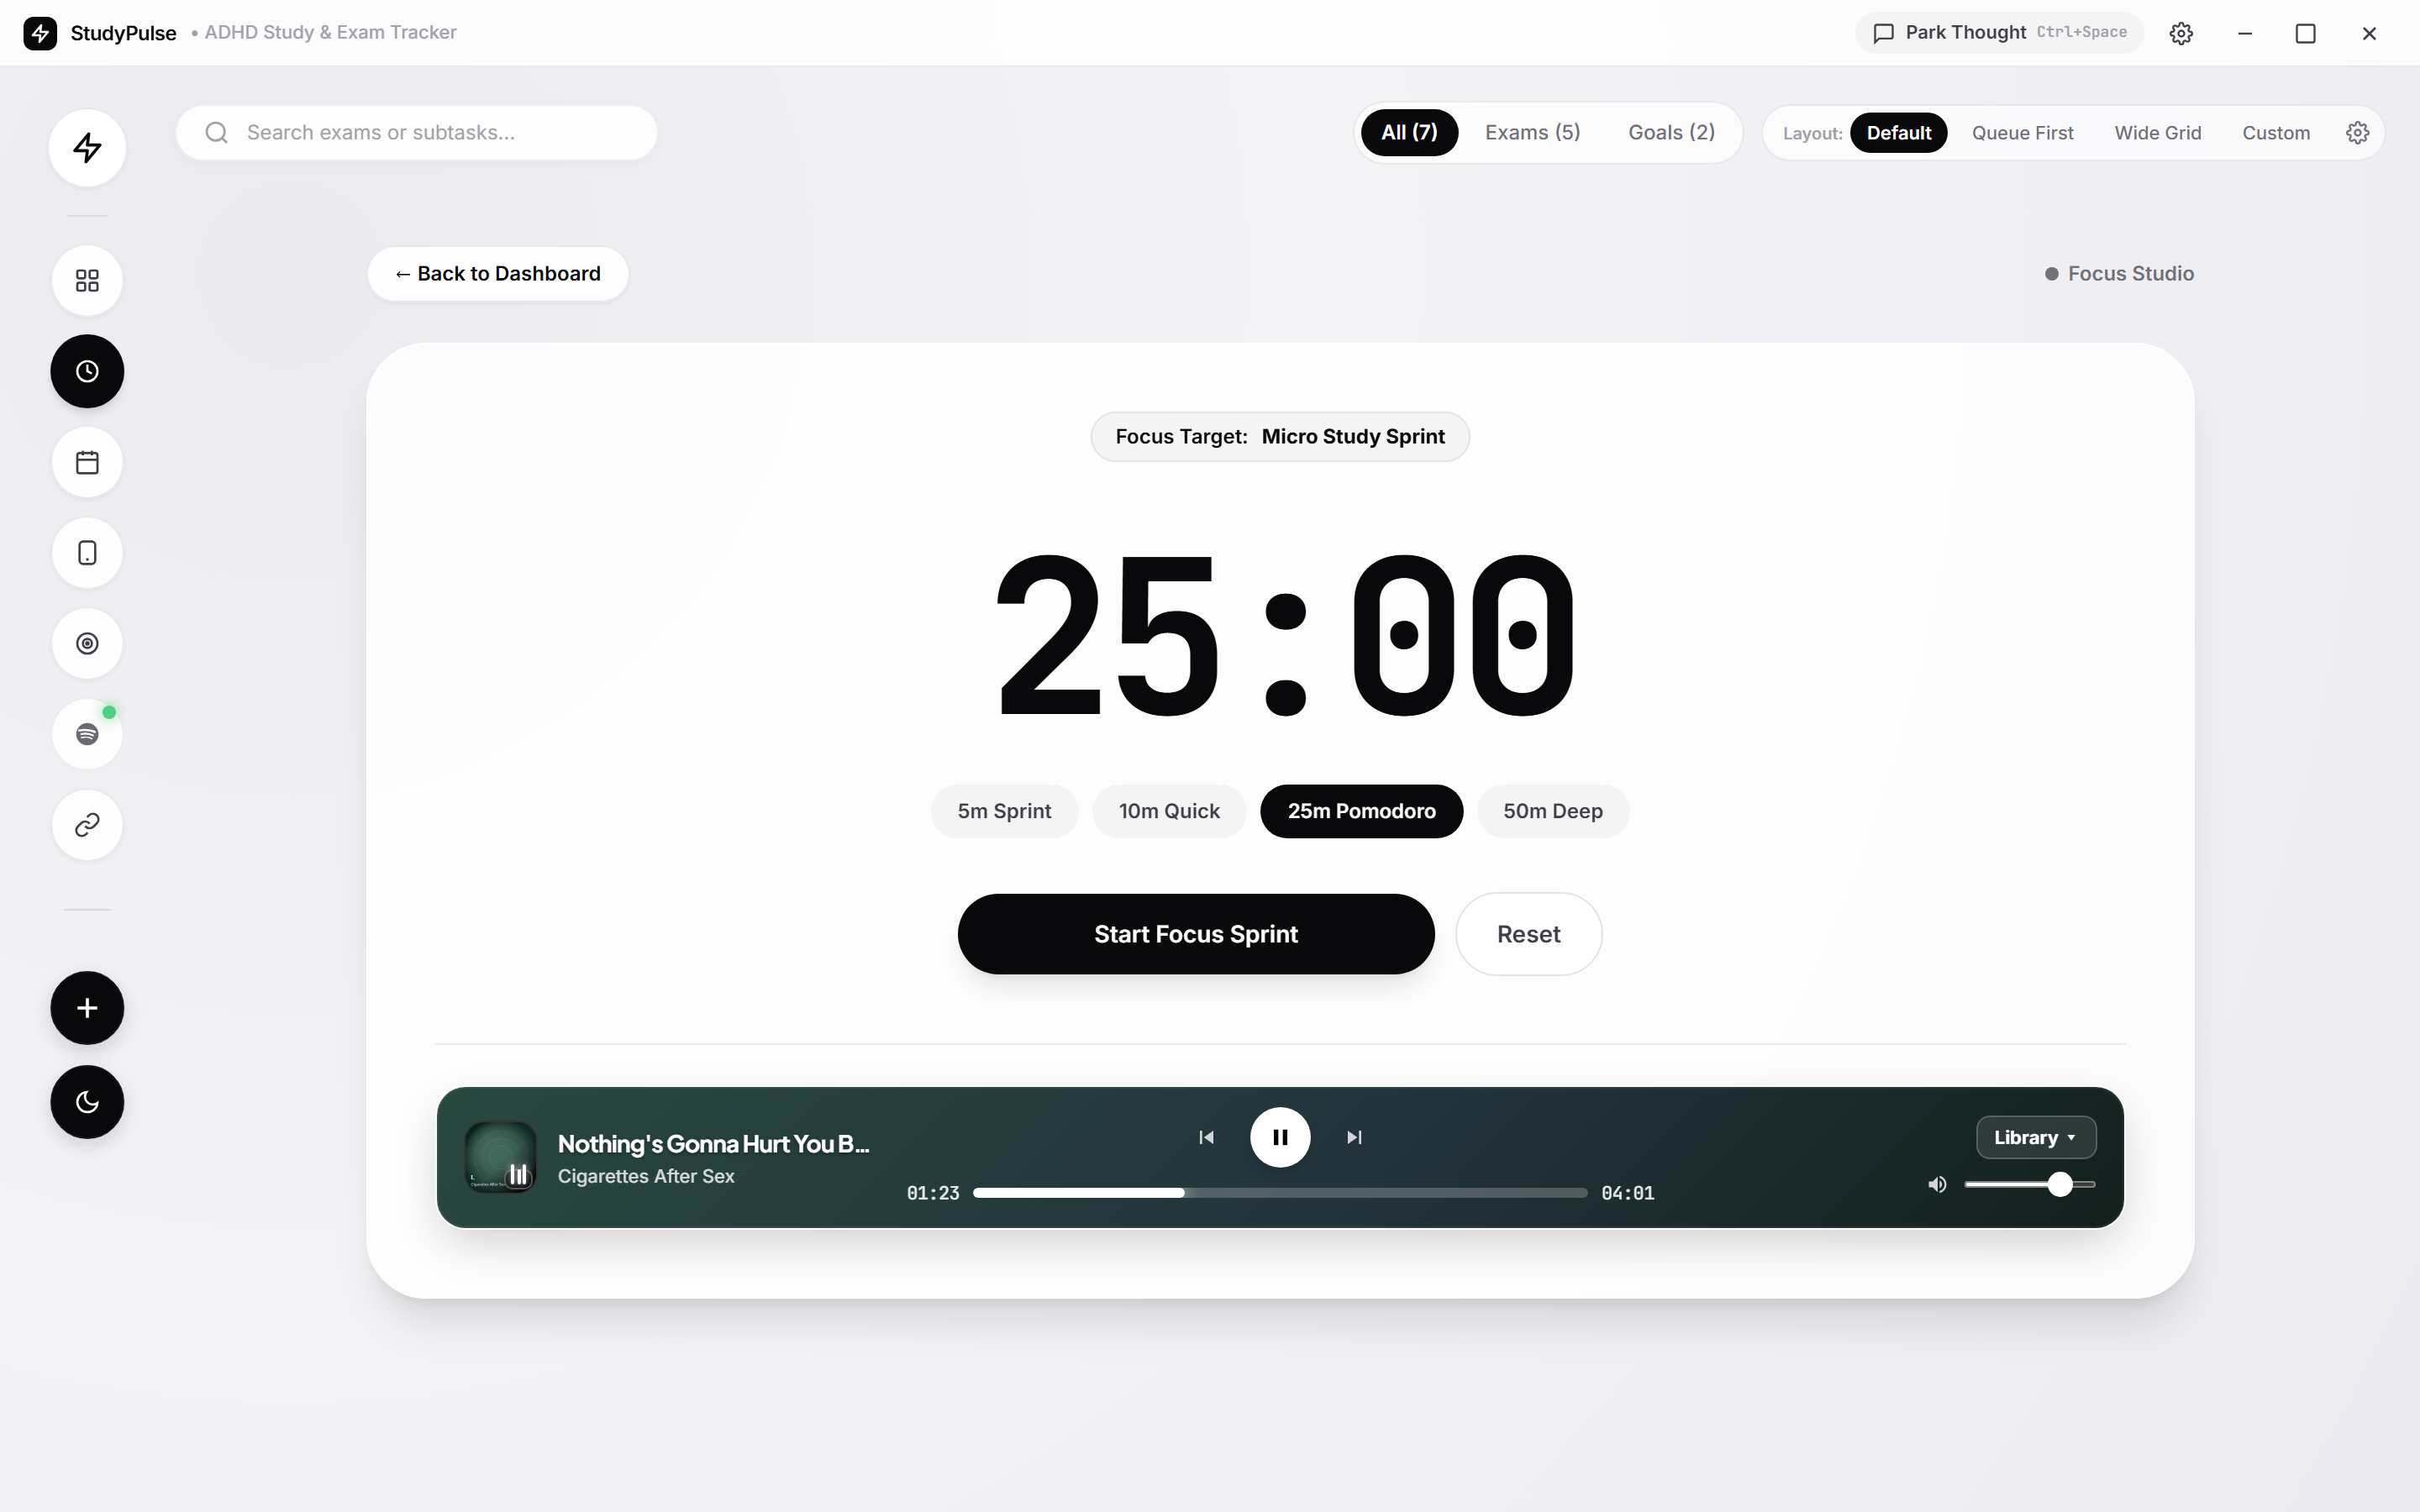 StudyPulse • ADHD Study & Exam Tracker
Park Thought Ctrl+Space
Search exams or subtasks...
All (7) Exams (5) Goals (2)
Layout: Default Queue First Wide Grid Custom
← Back to Dashboard
Focus Studio
Focus Target: Micro Study Sprint
25:00
5m Sprint 10m Quick 25m Pomodoro 50m Deep
Start Focus Sprint Reset
Nothing's Gonna Hurt You B...
Cigarettes After Sex
01:23 04:01
Library